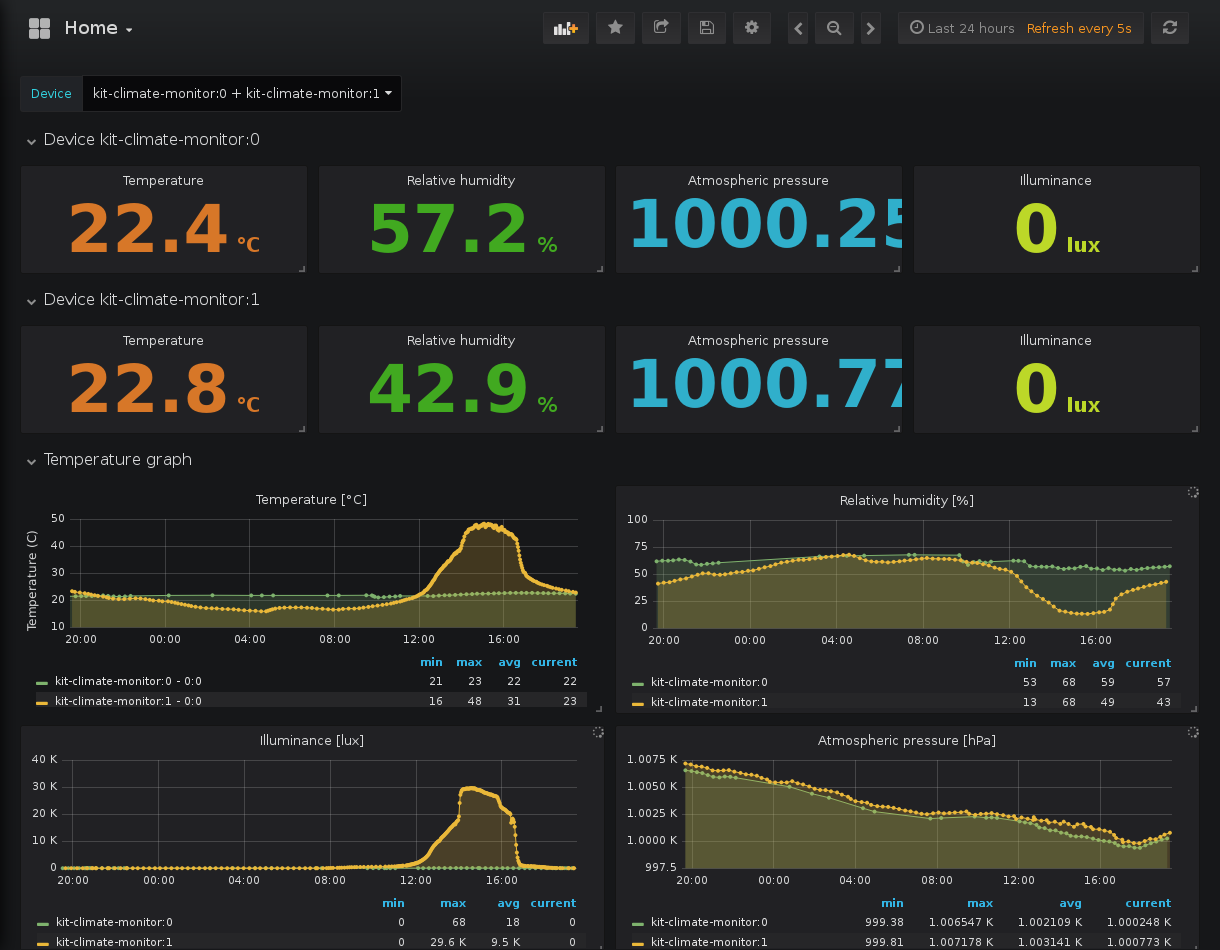 Home
Last 24 hours Refresh every 5s
Device kit-climate-monitor:0 + kit-climate-monitor:1
Device kit-climate-monitor:0
Temperature Relative humidity Atmospheric pressure Illuminance
22.4 °C 57.2 % 1000.25 0 lux
Device kit-climate-monitor:1
Temperature Relative humidity Atmospheric pressure Illuminance
22.8 °C 42.9 % 1000.77 0 lux
Temperature graph
Temperature [°C]
Temperature (C)
50
40
30
20
10
20:00 00:00 04:00 08:00 12:00 16:00
min max avg current
kit-climate-monitor:0 - 0:0 21 23 22 22
kit-climate-monitor:1 - 0:0 16 48 31 23
Relative humidity [%]
100
75
50
25
0
20:00 00:00 04:00 08:00 12:00 16:00
min max avg current
kit-climate-monitor:0 53 68 59 57
kit-climate-monitor:1 13 68 49 43
Illuminance [lux]
40 K
30 K
20 K
10 K
0
20:00 00:00 04:00 08:00 12:00 16:00
min max avg current
kit-climate-monitor:0 0 68 18 0
kit-climate-monitor:1 0 29.6 K 9.5 K 0
Atmospheric pressure [hPa]
1.0075 K
1.0050 K
1.0025 K
1.0000 K
997.5
20:00 00:00 04:00 08:00 12:00 16:00
min max avg current
kit-climate-monitor:0 999.38 1.006547 K 1.002109 K 1.000248 K
kit-climate-monitor:1 999.81 1.007178 K 1.003141 K 1.000773 K